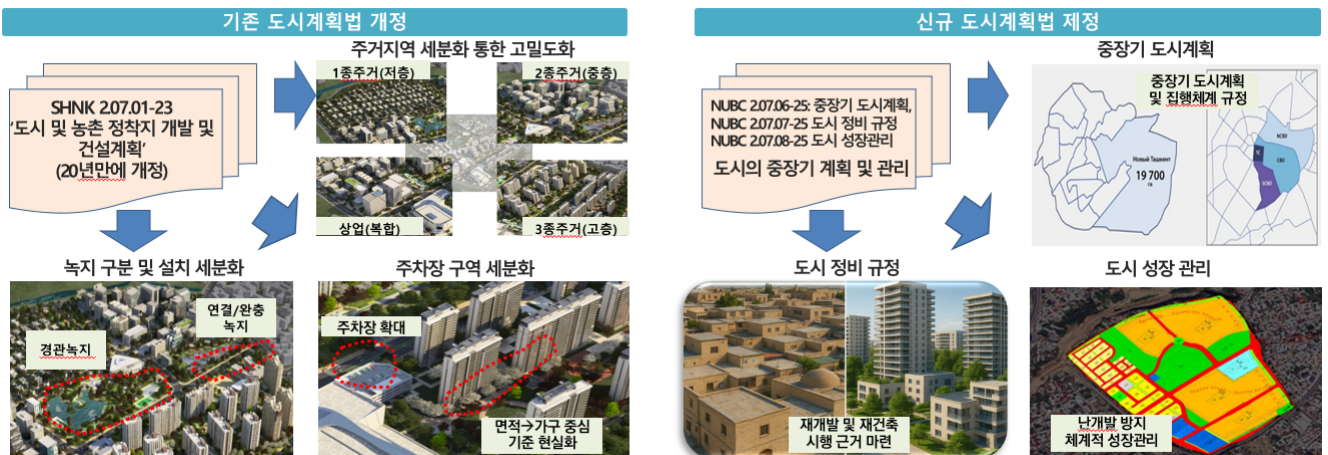 기존 도시계획법 개정
SHNK 2.07.01-23
‘도시 및 농촌 정착지 개발 및
건설계획’
(20년만에 개정)
주거지역 세분화 통한 고밀도화
1종주거(저층)
2종주거(중층)
상업(복합)
3종주거(고층)
녹지 구분 및 설치 세분화
경관녹지
연결/완충
녹지
주차장 구역 세분화
주차장 확대
면적→가구 중심
기준 현실화
신규 도시계획법 제정
NUBC 2.07.06-25: 중장기 도시계획,
NUBC 2.07.07-25 도시 정비 규정
NUBC 2.07.08-25 도시 성장관리
도시의 중장기 계획 및 관리
중장기 도시계획
중장기 도시계획
및 집행체계 규정
Новый Ташкент
19 700
га
NCBD
TC
CBD
SCBD
도시 정비 규정
재개발 및 재건축
시행 근거 마련
도시 성장 관리
난개발 방지
체계적 성장관리